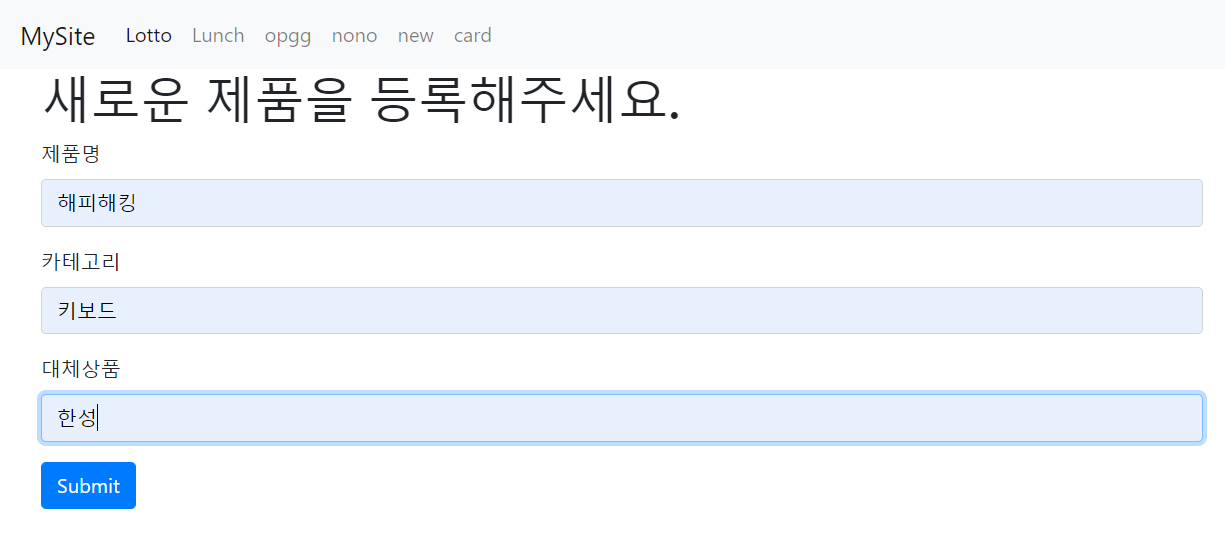 MySite Lotto Lunch opgg nono new card
새로운 제품을 등록해주세요.
제품명
해피해킹
카테고리
키보드
대체상품
한성
Submit